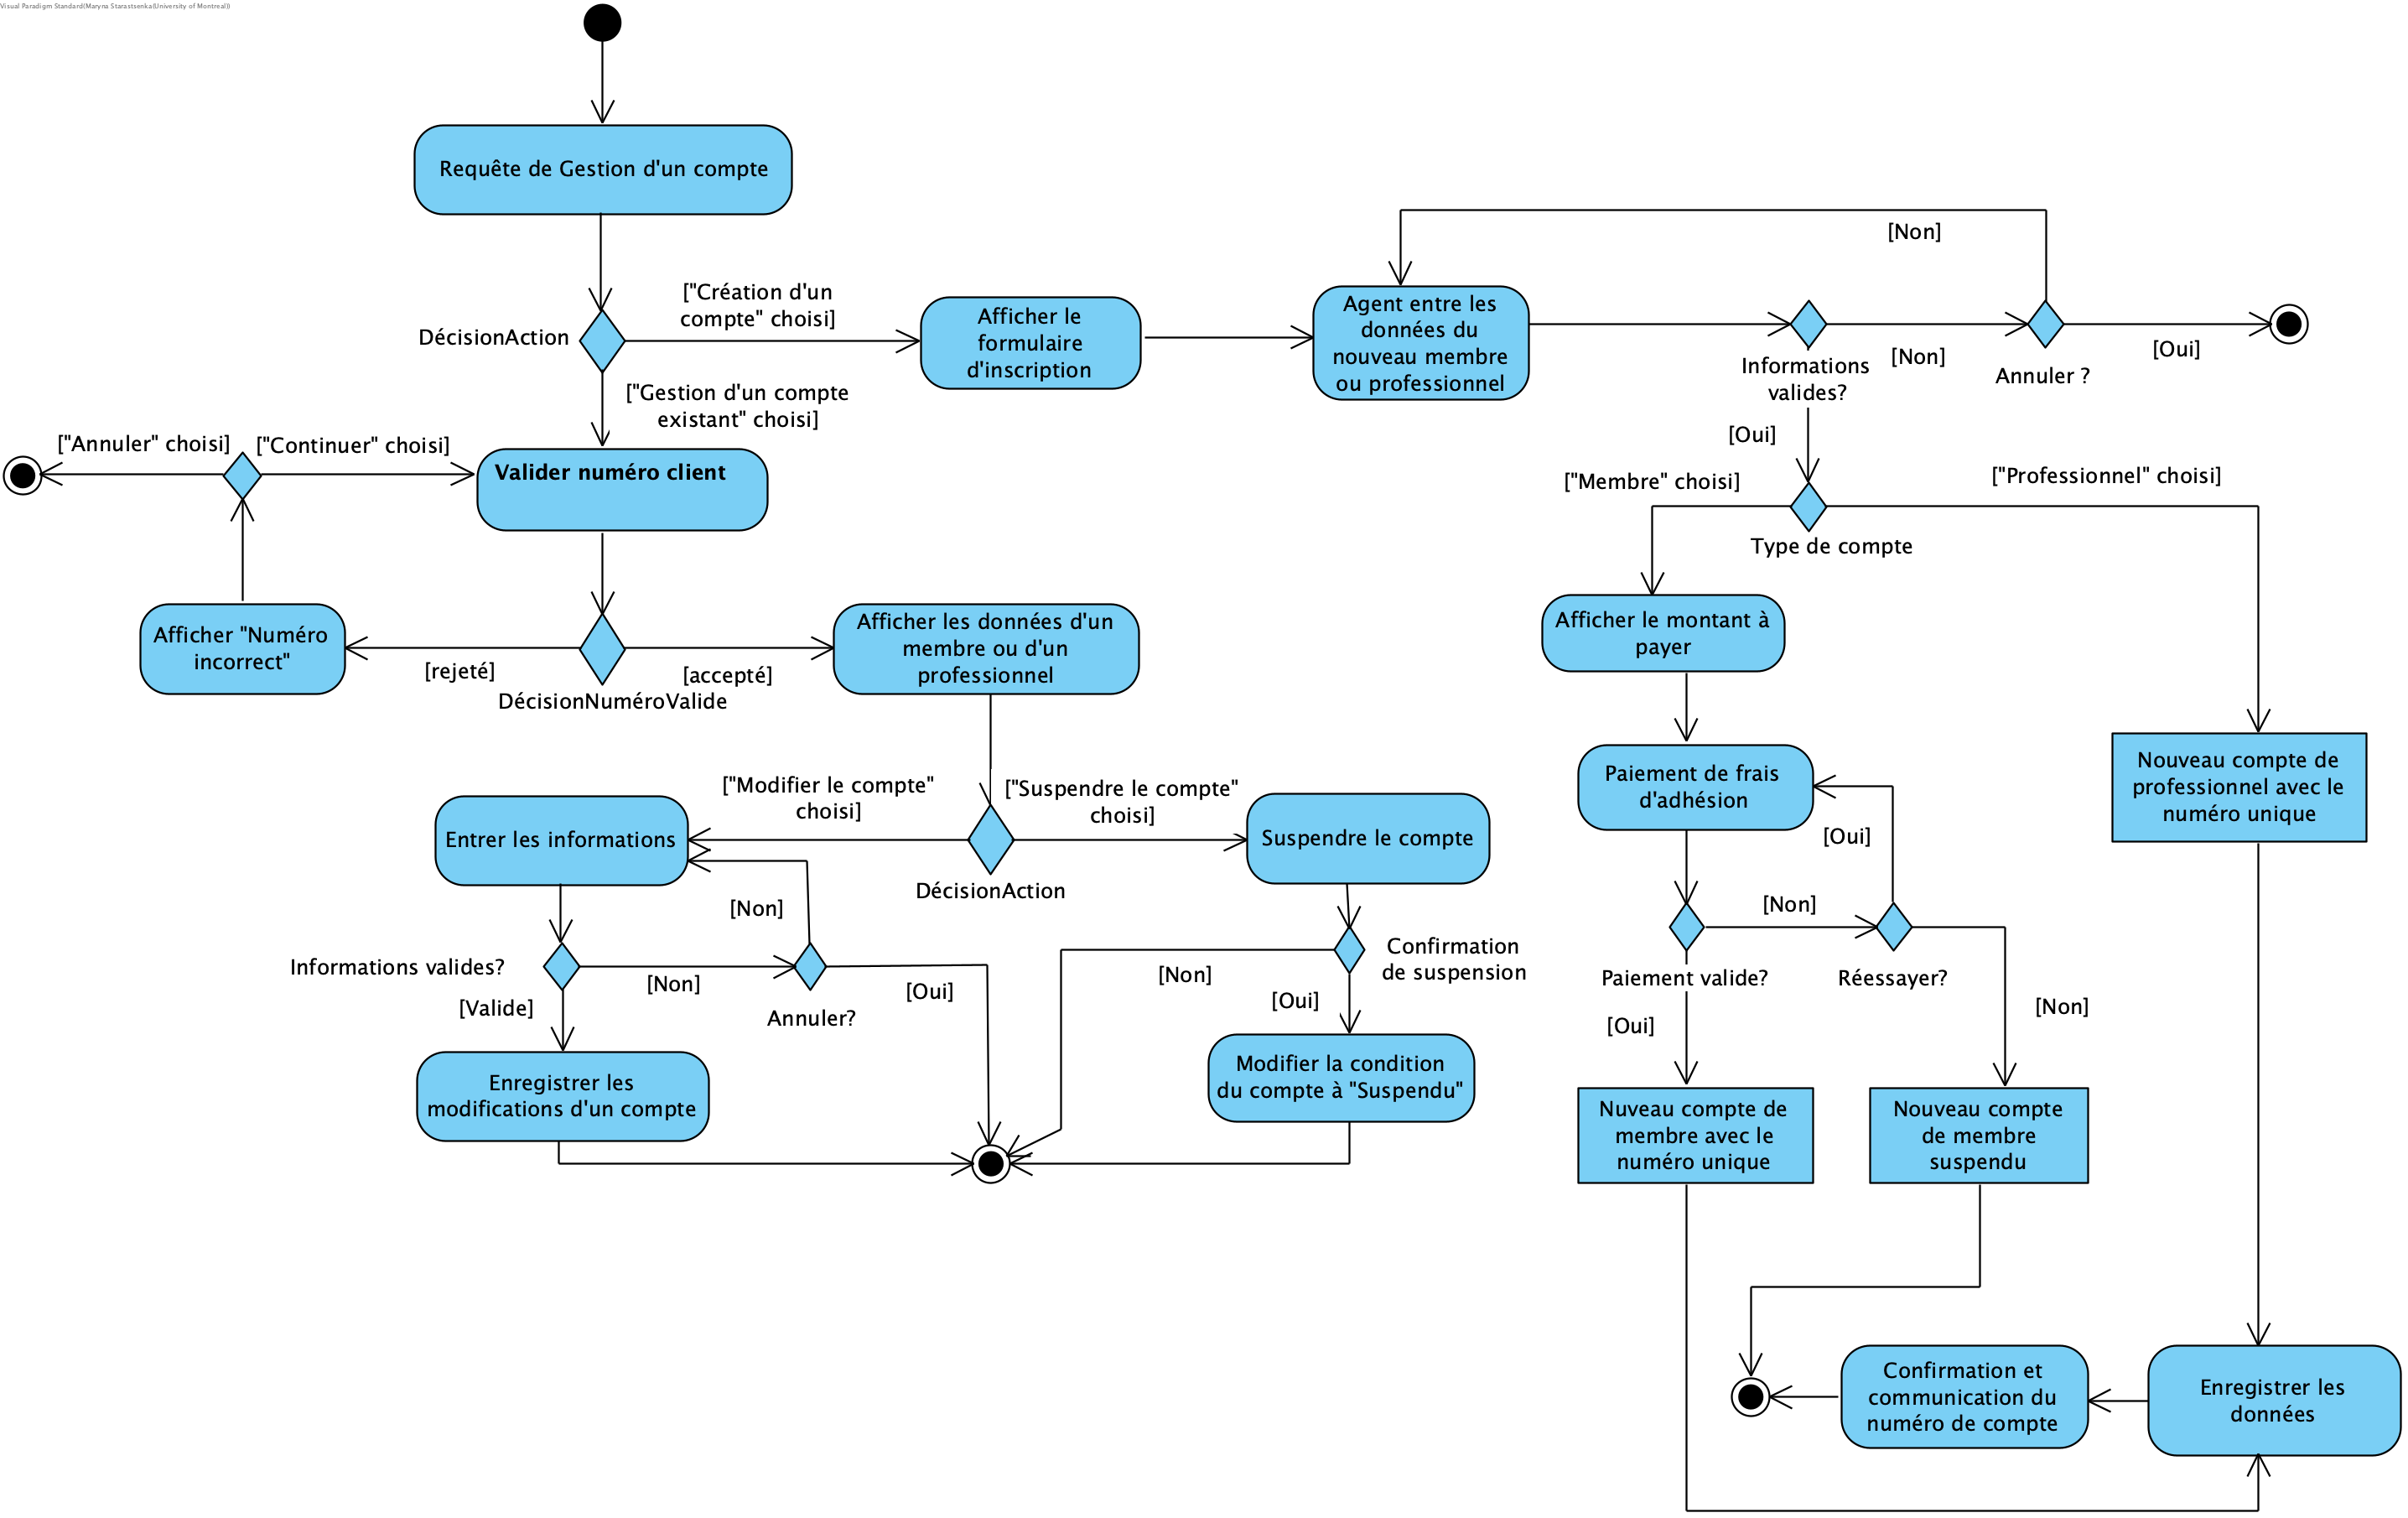 Visual Paradigm Standard(Maryna Starastsenka(University of Montreal))
Requête de Gestion d'un compte
DécisionAction
["Création d'un
compte" choisi]
["Gestion d'un compte
existant" choisi]
Afficher le
formulaire
d'inscription
Agent entre les
données du
nouveau membre
ou professionnel
[Non]
Informations
valides?
[Non]
Annuler ?
[Oui]
[Oui]
["Annuler" choisi]
["Continuer" choisi]
Valider numéro client
["Membre" choisi]
["Professionnel" choisi]
Type de compte
Afficher "Numéro
incorrect"
[rejeté]
[accepté]
DécisionNuméroValide
Afficher les données d'un
membre ou d'un
professionnel
Afficher le montant à
payer
["Modifier le compte"
choisi]
["Suspendre le compte"
choisi]
Entrer les informations
DécisionAction
Suspendre le compte
Paiement de frais
d'adhésion
[Oui]
Nouveau compte de
professionnel avec le
numéro unique
[Non]
Informations valides?
[Non]
[Valide]
Annuler?
[Oui]
[Non]
Confirmation
de suspension
[Oui]
[Non]
Paiement valide?
Réessayer?
[Oui]
[Non]
Enregistrer les
modifications d'un compte
Modifier la condition
du compte à "Suspendu"
Nuveau compte de
membre avec le
numéro unique
Nouveau compte
de membre
suspendu
Confirmation et
communication du
numéro de compte
Enregistrer les
données